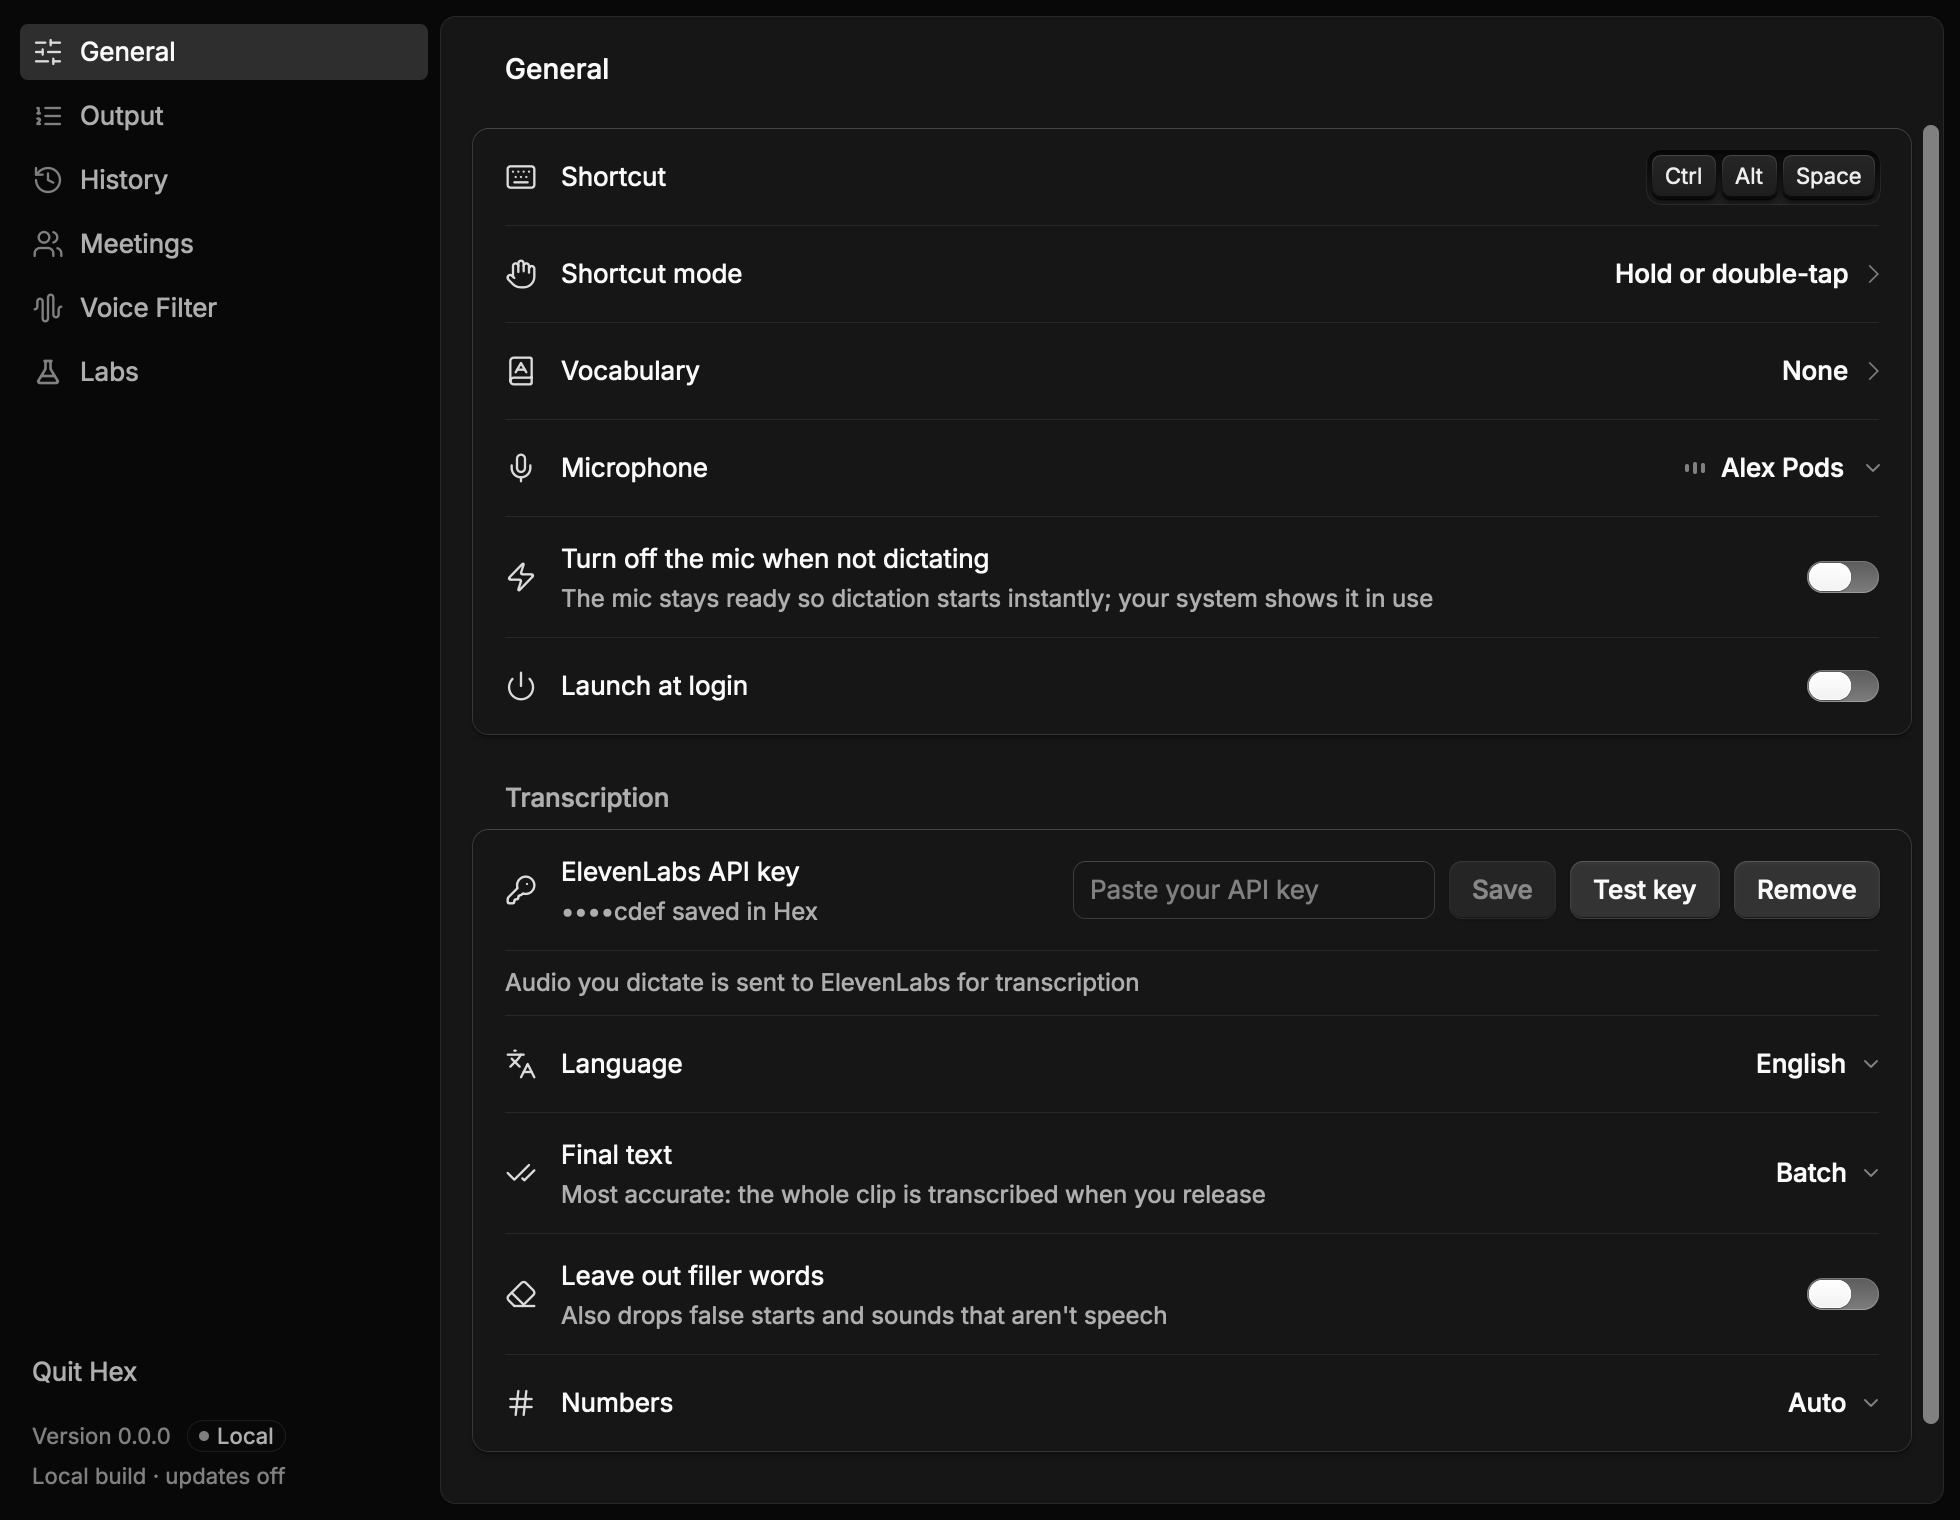 General
Output
History
Meetings
Voice Filter
Labs
Quit Hex
Version 0.0.0 Local
Local build · updates off
General
Shortcut Ctrl Alt Space
Shortcut mode Hold or double-tap
Vocabulary None
Microphone Alex Pods
Turn off the mic when not dictating
The mic stays ready so dictation starts instantly; your system shows it in use
Launch at login
Transcription
ElevenLabs API key
••••cdef saved in Hex
Paste your API key Save Test key Remove
Audio you dictate is sent to ElevenLabs for transcription
Language English
Final text
Most accurate: the whole clip is transcribed when you release
Batch
Leave out filler words
Also drops false starts and sounds that aren't speech
Numbers Auto